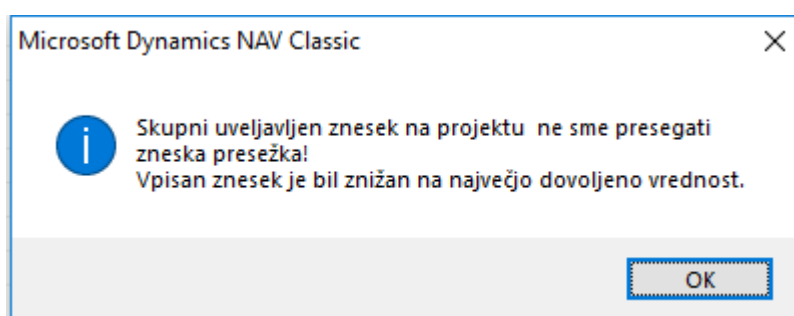 Microsoft Dynamics NAV Classic
Skupni uveljavljen znesek na projektu ne sme presegati
zneska presežka!
Vpisan znesek je bil znižan na največjo dovoljeno vrednost.
OK